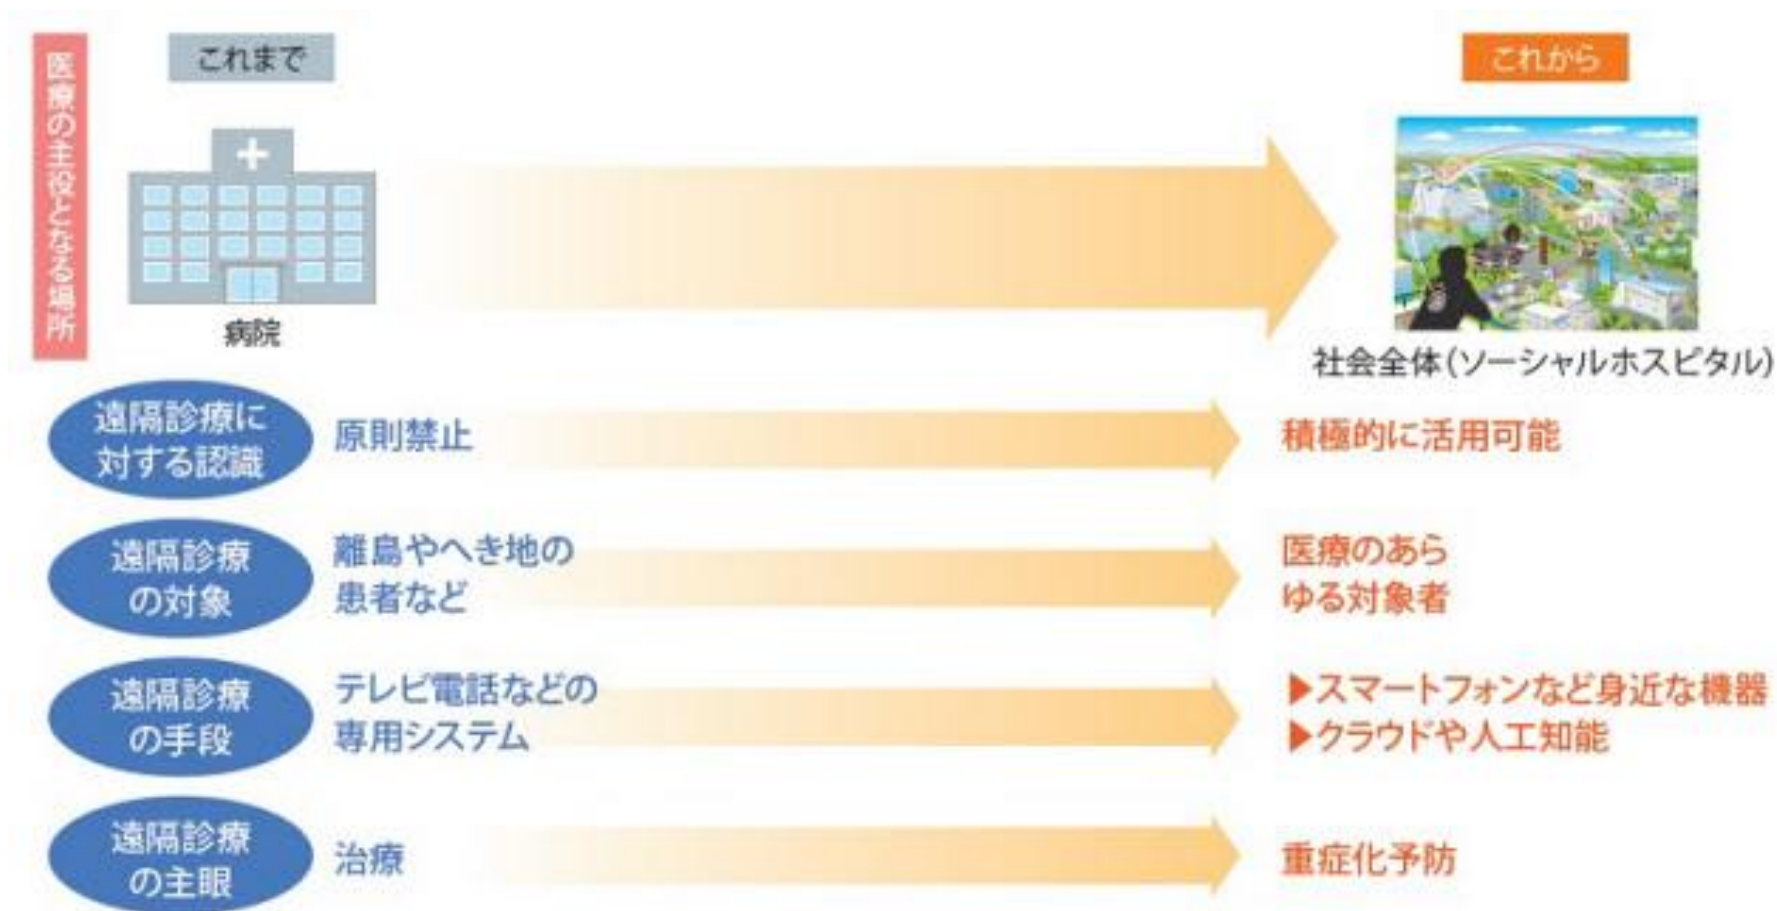 医療の主役となる場所
これまで
これから
病院
社会全体(ソーシャルホスピタル)
遠隔診療に
対する認識
原則禁止
積極的に活用可能
遠隔診療
の対象
離島やへき地の
患者など
医療のあら
ゆる対象者
遠隔診療
の手段
テレビ電話などの
専用システム
▶スマートフォンなど身近な機器
▶クラウドや人工知能
遠隔診療
の主眼
治療
重症化予防